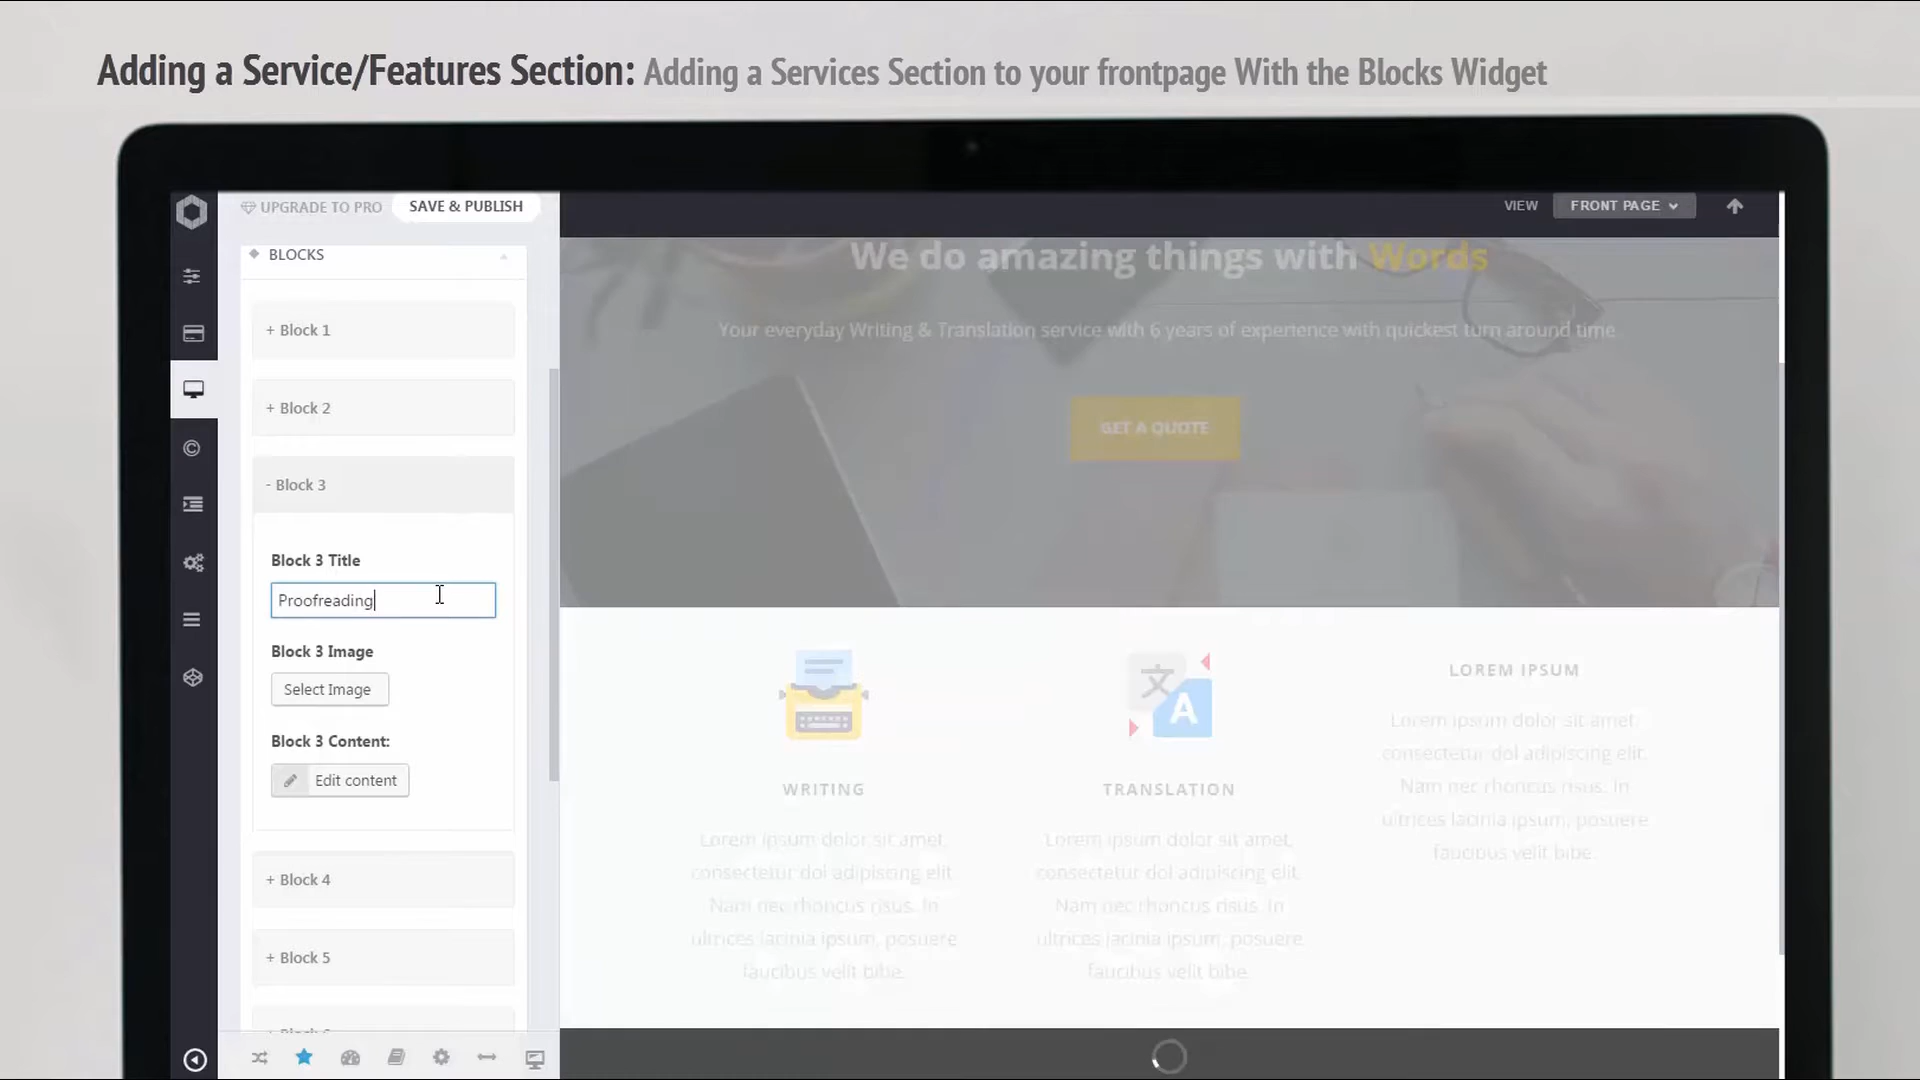 Adding a Service/Features Section: Adding a Services Section to your frontpage With the Blocks Widget
UPGRADE TO PRO
SAVE & PUBLISH
VIEW
FRONT PAGE
BLOCKS
+ Block 1
+ Block 2
- Block 3
Block 3 Title
Proofreading
Block 3 Image
Select Image
Block 3 Content:
Edit content
+ Block 4
+ Block 5
We do amazing things with Words
Your everyday Writing & Translation service with 6 years of experience with quickest turn around time
GET A QUOTE
WRITING
Lorem ipsum dolor sit amet,
consectetur dol adipiscing elit.
Nam nec rhoncus risus. In
ultrices lacinia ipsum, posuere
faucibus velit bibe.
TRANSLATION
Lorem ipsum dolor sit amet,
consectetur dol adipiscing elit.
Nam nec rhoncus risus. In
ultrices lacinia ipsum, posuere
faucibus velit bibe.
LOREM IPSUM
Lorem ipsum dolor sit amet,
consectetur dol adipiscing elit.
Nam nec rhoncus risus. In
ultrices lacinia ipsum, posuere
faucibus velit bibe.